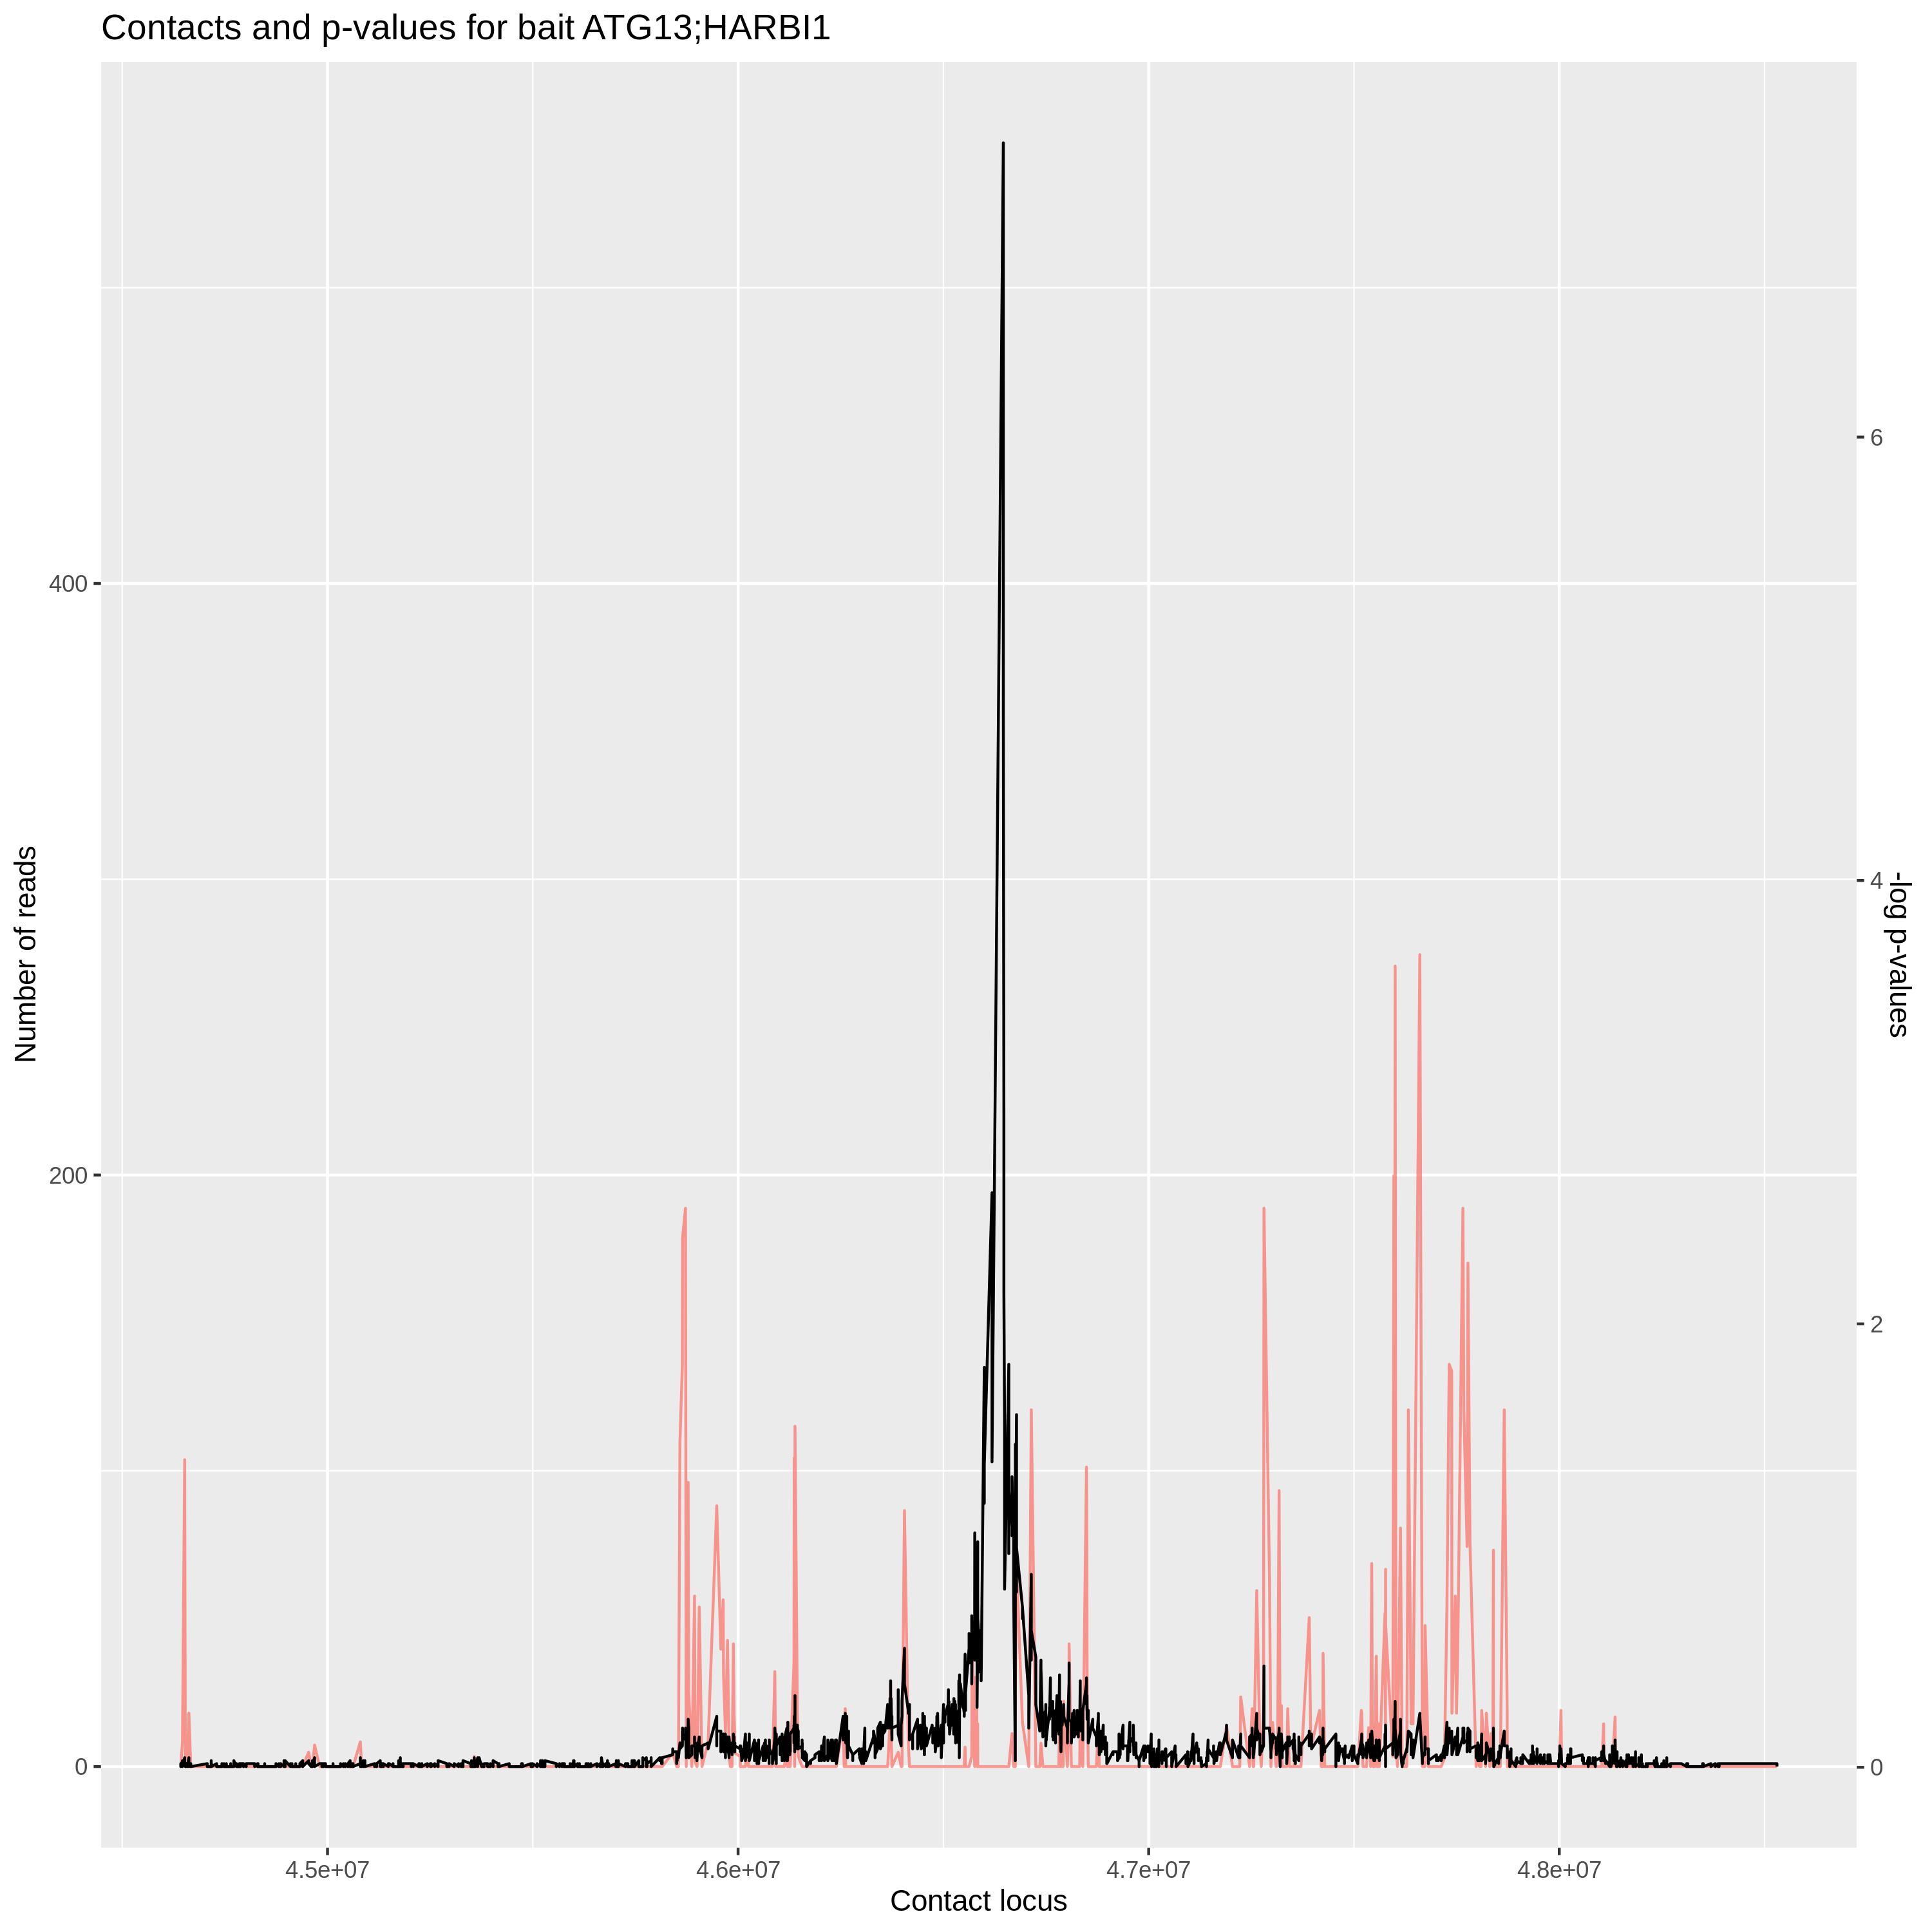 Contacts and p-values for bait ATG13;HARBI1
Number of reads
400
200
0
6
4
2
0
-log p-values
4.5e+07
4.6e+07
4.7e+07
4.8e+07
Contact locus